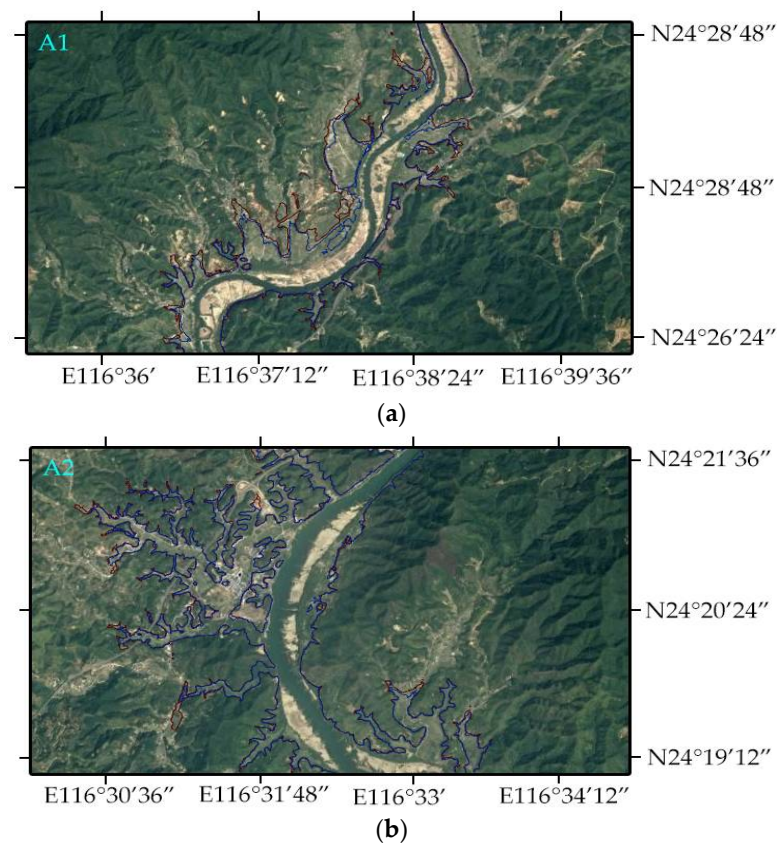 A1
N24°28′48″
N24°28′48″
N24°26′24″
E116°36′ E116°37′12″ E116°38′24″ E116°39′36″
(a)
A2
N24°21′36″
N24°20′24″
N24°19′12″
E116°30′36″ E116°31′48″ E116°33′ E116°34′12″
(b)